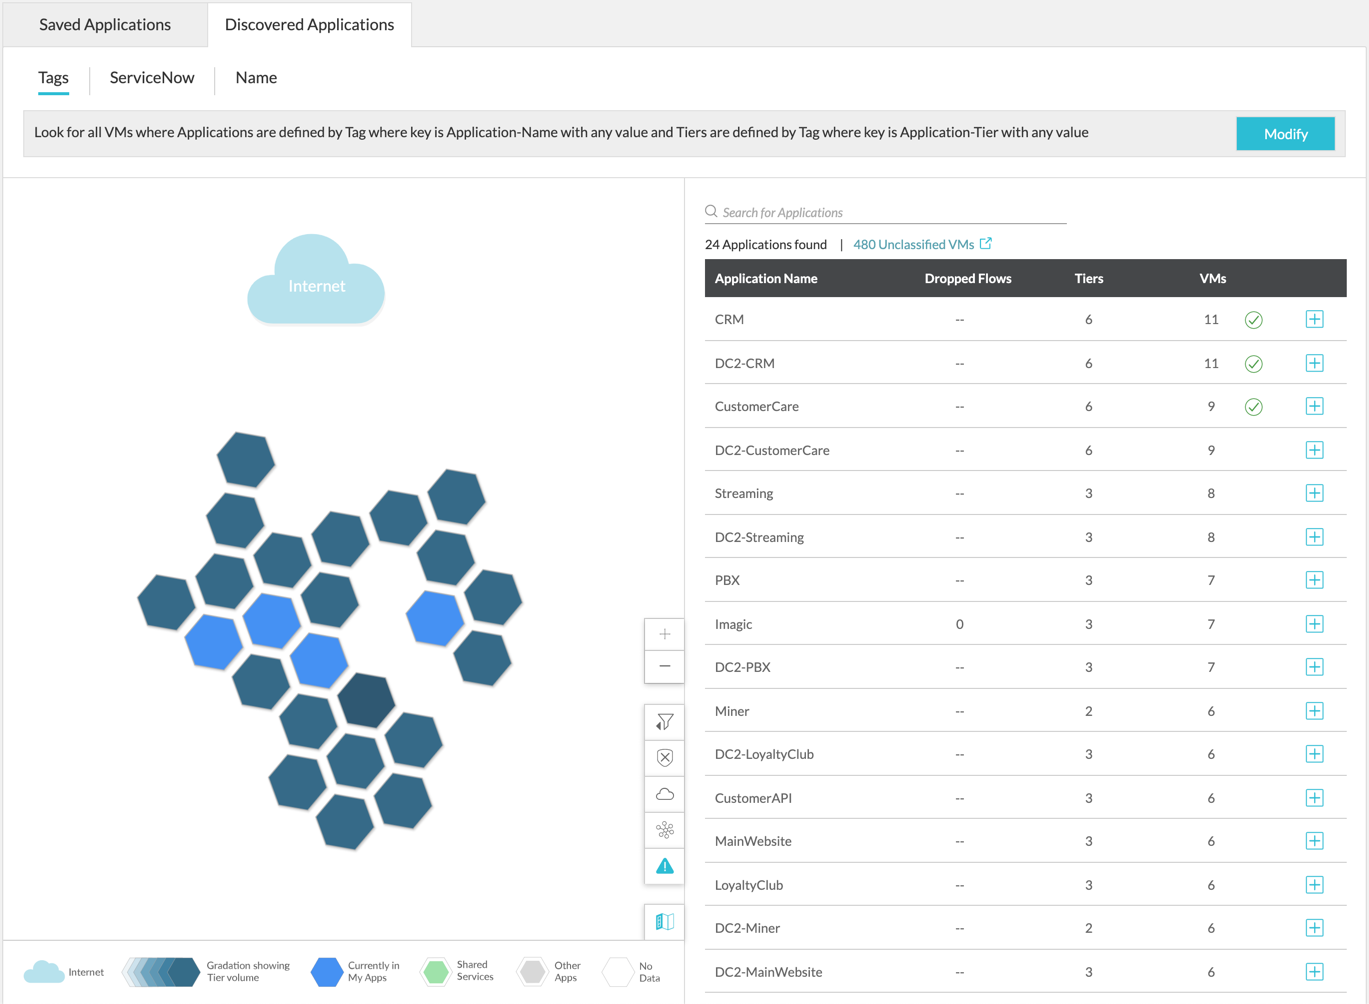 Saved Applications
Discovered Applications
Tags
ServiceNow
Name
Look for all VMs where Applications are defined by Tag where key is Application-Name with any value and Tiers are defined by Tag where key is Application-Tier with any value
Modify
Internet
Search for Applications
24 Applications found | 480 Unclassified VMs
Application Name Dropped Flows Tiers VMs
CRM -- 6 11
DC2-CRM -- 6 11
CustomerCare -- 6 9
DC2-CustomerCare -- 6 9
Streaming -- 3 8
DC2-Streaming -- 3 8
PBX -- 3 7
Imagic 0 3 7
DC2-PBX -- 3 7
Miner -- 2 6
DC2-LoyaltyClub -- 3 6
CustomerAPI -- 3 6
MainWebsite -- 3 6
LoyaltyClub -- 3 6
DC2-Miner -- 2 6
DC2-MainWebsite -- 3 6
Internet
Gradation showing
Tier volume
Currently in
My Apps
Shared
Services
Other
Apps
No
Data